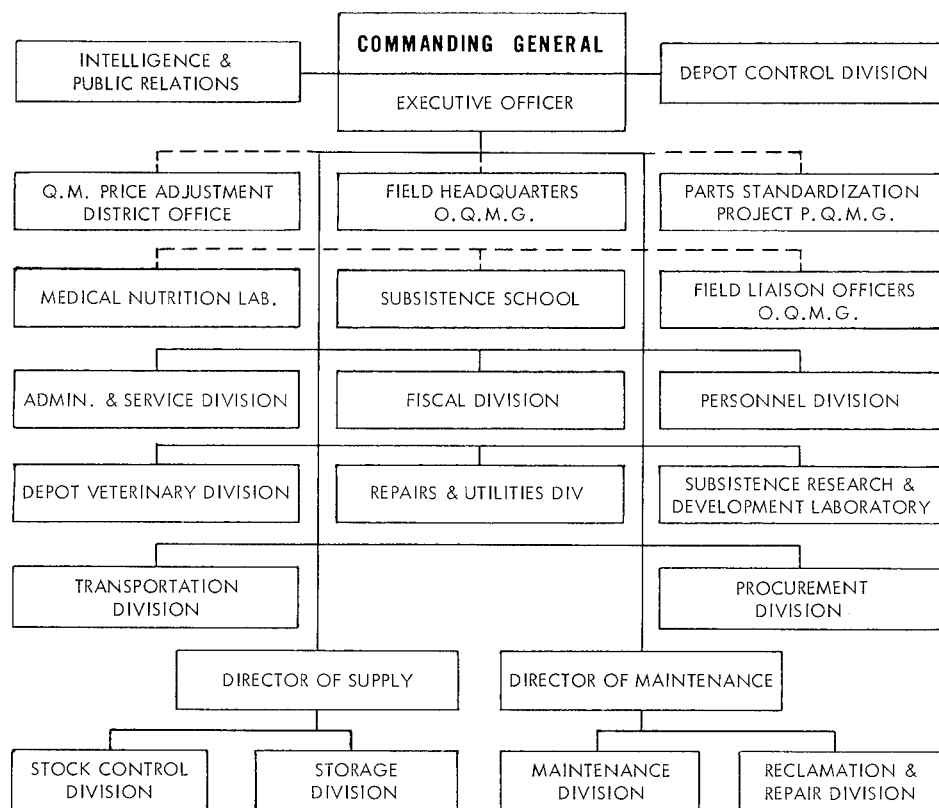 COMMANDING GENERAL
INTELLIGENCE &
PUBLIC RELATIONS
EXECUTIVE OFFICER
DEPOT CONTROL DIVISION
Q.M. PRICE ADJUSTMENT
DISTRICT OFFICE
FIELD HEADQUARTERS
O.Q.M.G.
PARTS STANDARDIZATION
PROJECT P.Q.M.G.
MEDICAL NUTRITION LAB.
SUBSISTENCE SCHOOL
FIELD LIAISON OFFICERS
O.Q.M.G.
ADMIN. & SERVICE DIVISION
FISCAL DIVISION
PERSONNEL DIVISION
DEPOT VETERINARY DIVISION
REPAIRS & UTILITIES DIV
SUBSISTENCE RESEARCH &
DEVELOPMENT LABORATORY
TRANSPORTATION
DIVISION
PROCUREMENT
DIVISION
DIRECTOR OF SUPPLY
DIRECTOR OF MAINTENANCE
STOCK CONTROL
DIVISION
STORAGE
DIVISION
MAINTENANCE
DIVISION
RECLAMATION &
REPAIR DIVISION